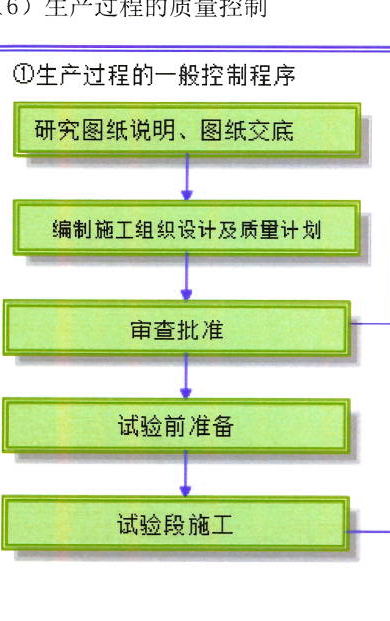 6）生产过程的质量控制
①生产过程的一般控制程序
研究图纸说明、图纸交底
编制施工组织设计及质量计划
审查批准
试验前准备
试验段施工